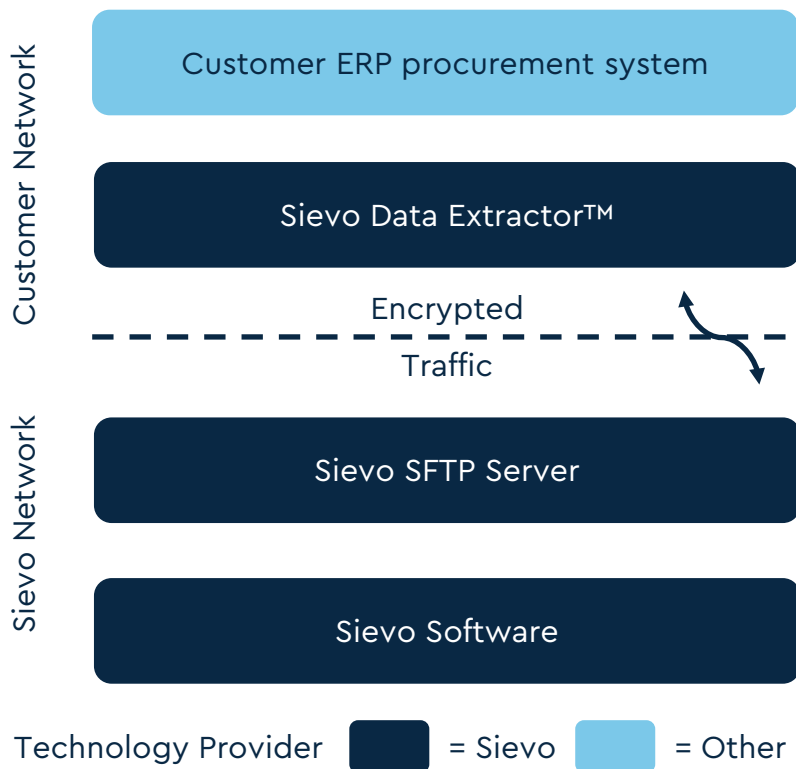 Customer Network
Customer ERP procurement system
Sievo Data Extractor™
Encrypted
Traffic
Sievo Network
Sievo SFTP Server
Sievo Software
Technology Provider = Sievo = Other